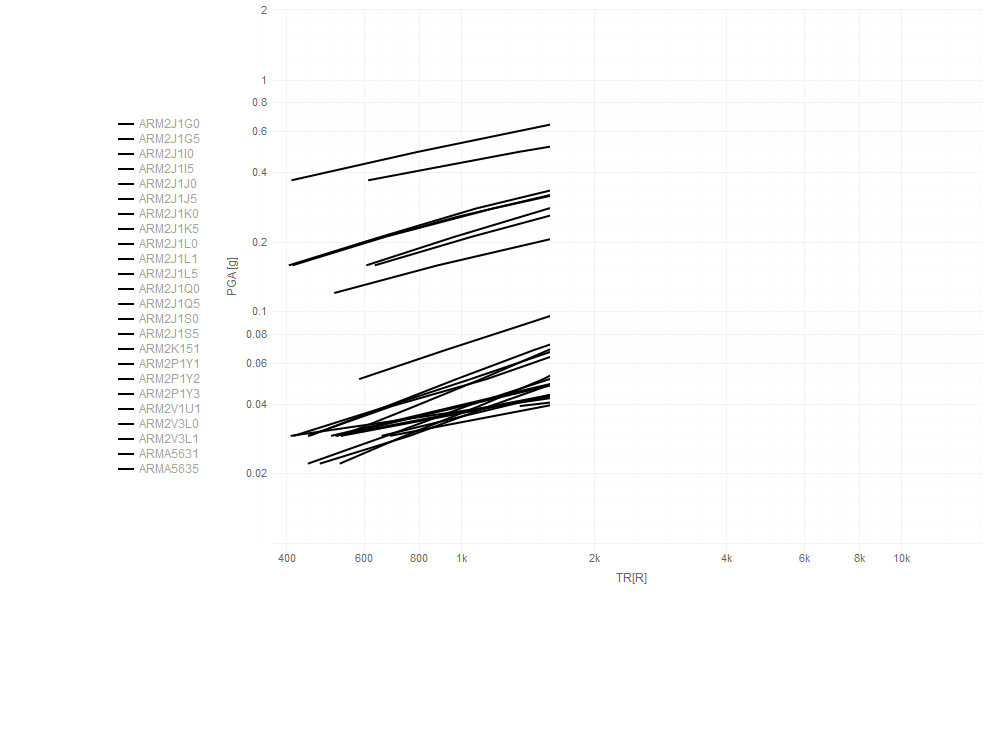 2
1
0.8
0.6
0.4
0.2
0.1
0.08
0.06
0.04
0.02
PGA [g]
ARM2J1G0
ARM2J1G5
ARM2J1I0
ARM2J1I5
ARM2J1J0
ARM2J1J5
ARM2J1K0
ARM2J1K5
ARM2J1L0
ARM2J1L1
ARM2J1L5
ARM2J1Q0
ARM2J1Q5
ARM2J1S0
ARM2J1S5
ARM2K151
ARM2P1Y1
ARM2P1Y2
ARM2P1Y3
ARM2V1U1
ARM2V3L0
ARM2V3L1
ARMA5631
ARMA5635
400 600 800 1k 2k 4k 6k 8k 10k
TR[R]